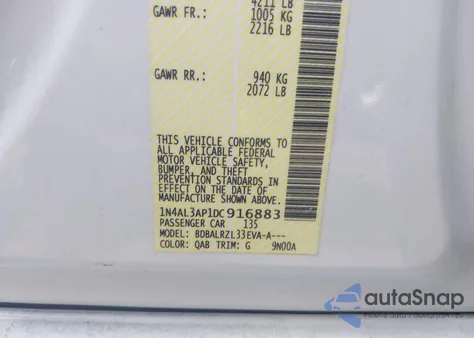 4211 LB
GAWR FR.: 1005 KG
2216 LB
GAWR RR.: 940 KG
2072 LB
THIS VEHICLE CONFORMS TO
ALL APPLICABLE FEDERAL
MOTOR VEHICLE SAFETY,
BUMPER, AND THEFT
PREVENTION STANDARDS IN
EFFECT ON THE DATE OF
MANUFACTURE SHOWN ABOVE.
1N4AL3AP1DC916883
PASSENGER CAR 135
MODEL: BDBALRZL33EVA-A---
COLOR: QAB TRIM: G 9N00A
autoSnap